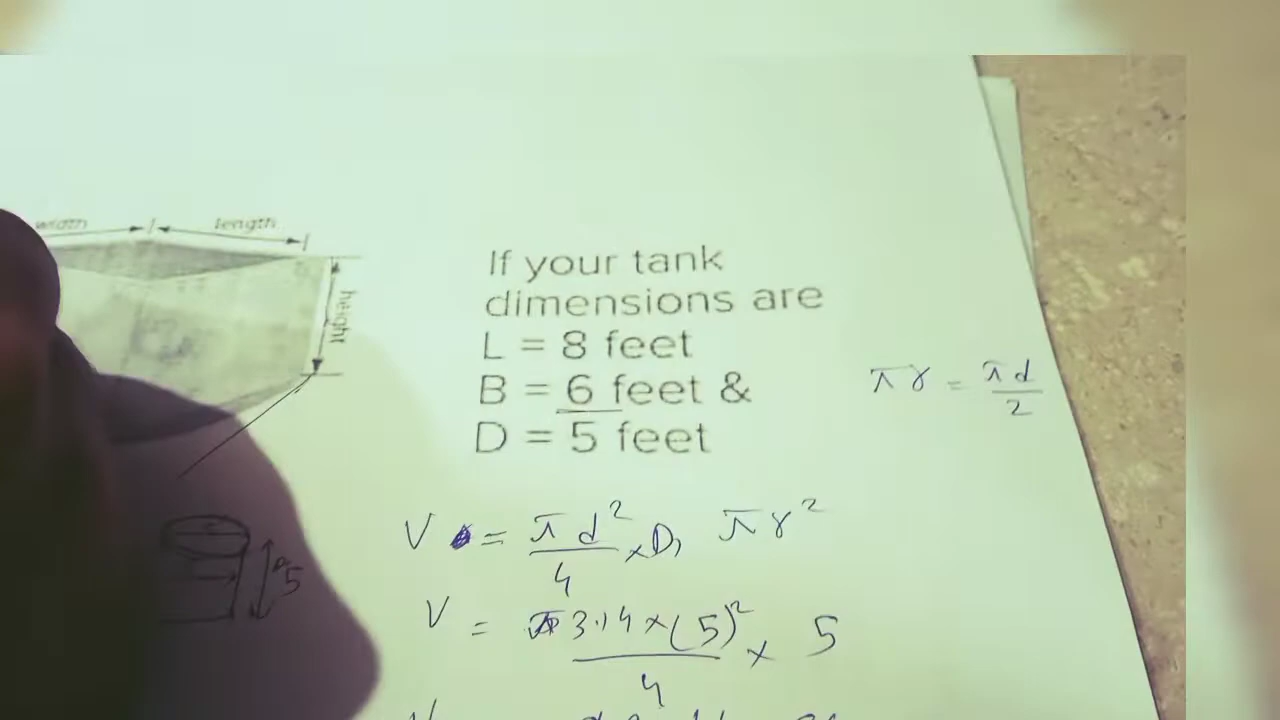 width length
height
If your tank
dimensions are
L = 8 feet
B = 6 feet &
D = 5 feet
πr = πd/2
V = πd²/4 × D, πr²
5
V = 3.14×(5)²/4 × 5